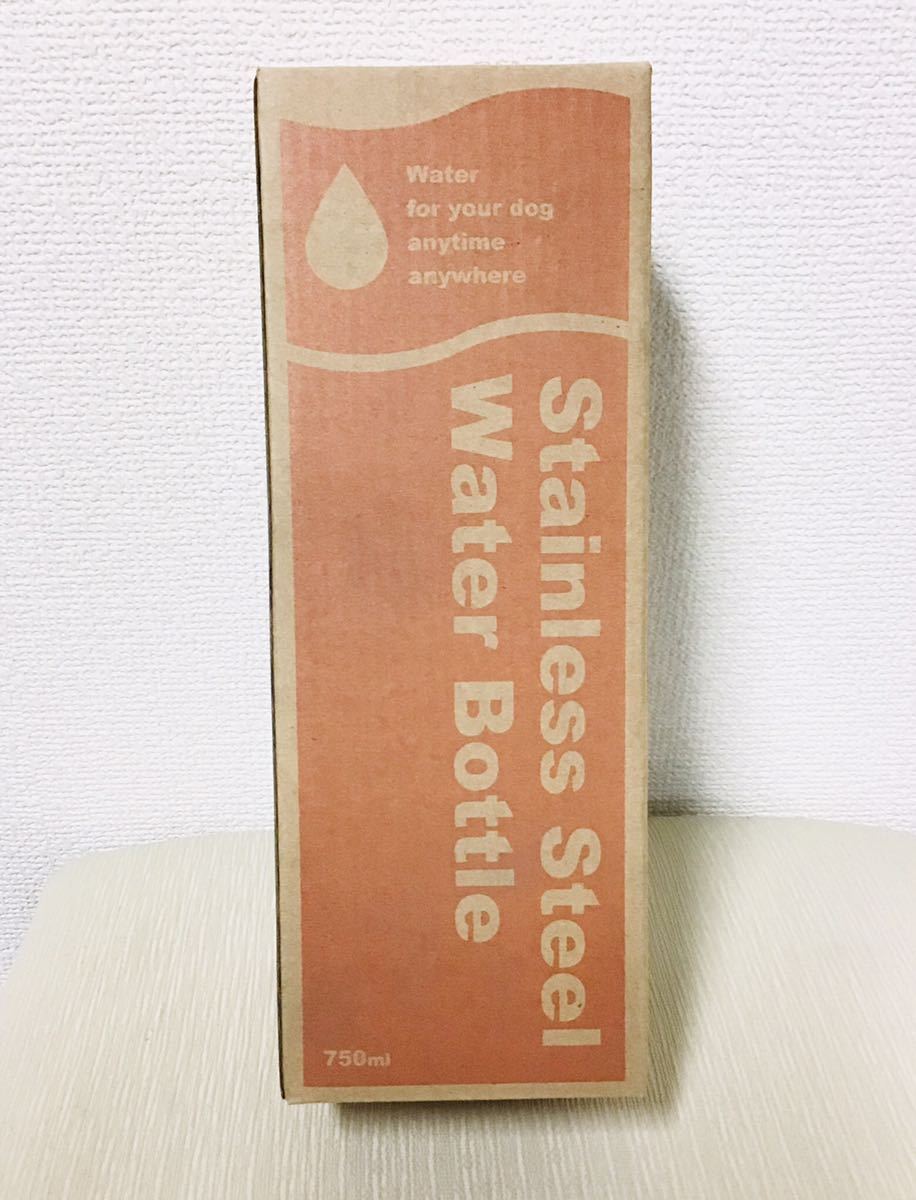 Water
for your dog
anytime
anywhere
Stainless Steel
Water Bottle
750ml